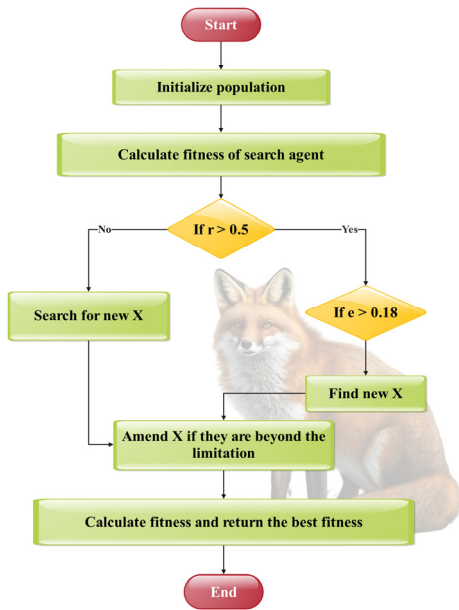 Start
Initialize population
Calculate fitness of search agent
If r > 0.5
No
Yes
Search for new X
If e > 0.18
Find new X
Amend X if they are beyond the
limitation
Calculate fitness and return the best fitness
End